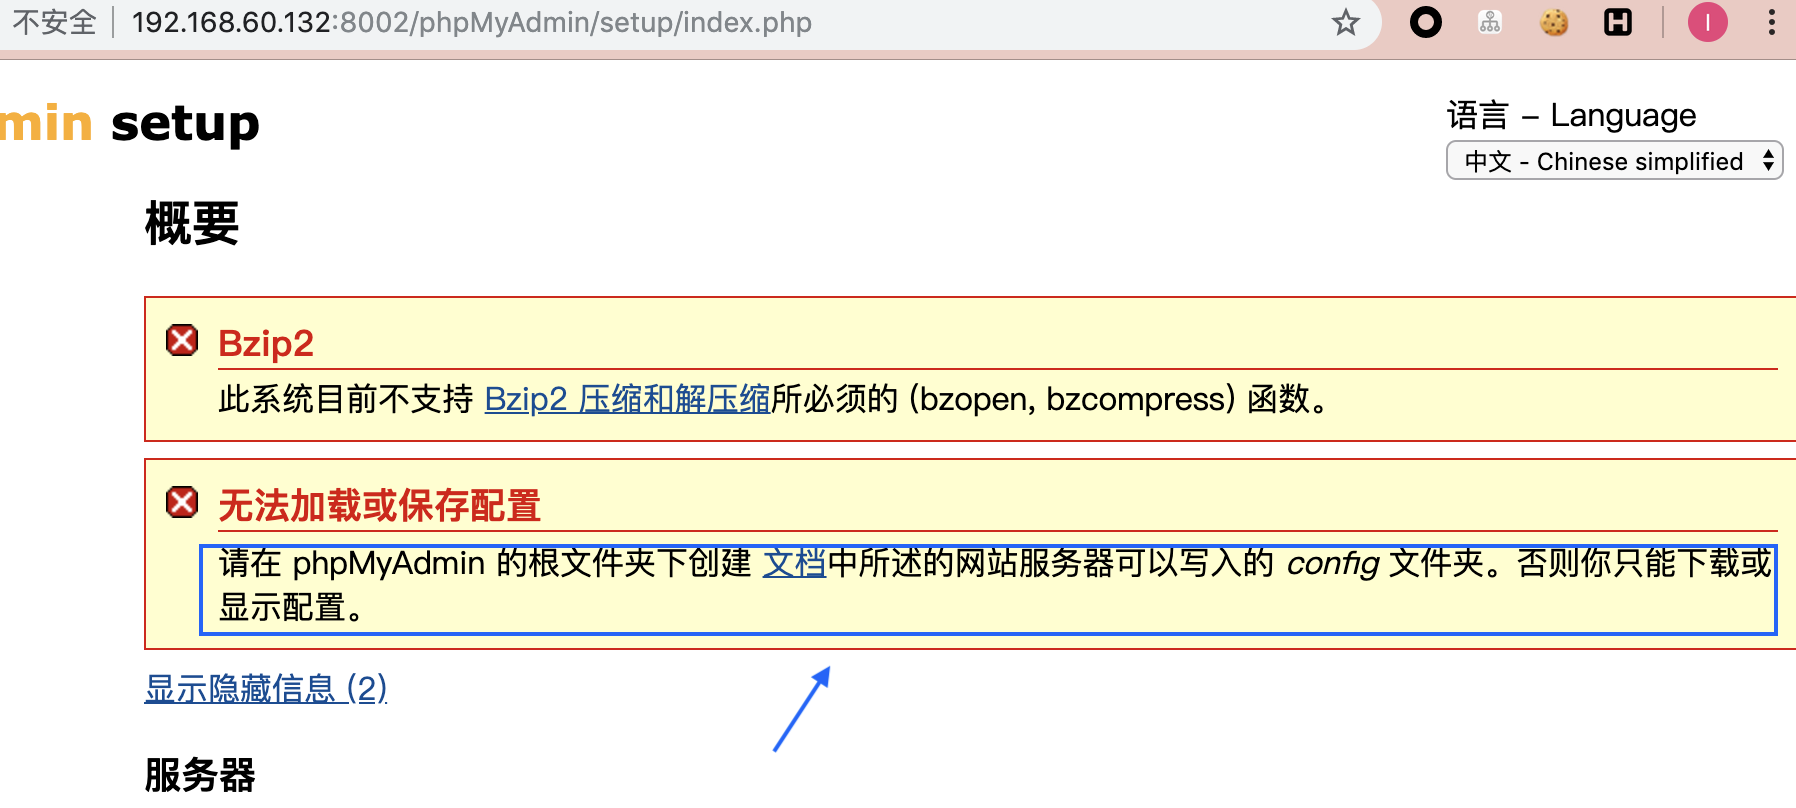 不安全 192.168.60.132:8002/phpMyAdmin/setup/index.php
I
min setup
语言 – Language
中文 - Chinese simplified
概要
Bzip2
此系统目前不支持 Bzip2 压缩和解压缩所必须的 (bzopen, bzcompress) 函数。
无法加载或保存配置
请在 phpMyAdmin 的根文件夹下创建 文档中所述的网站服务器可以写入的 config 文件夹。否则你只能下载或
显示配置。
显示隐藏信息 (2)
服务器